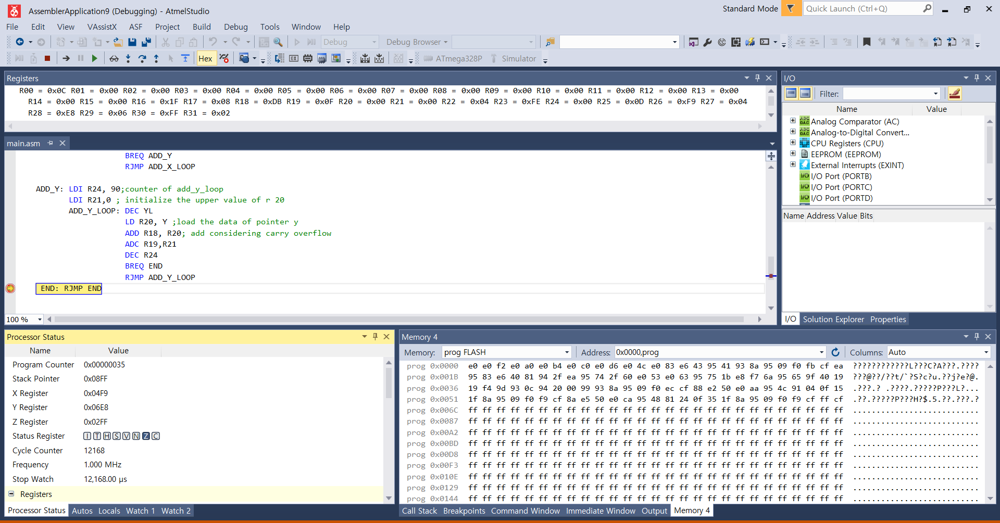 AssemblerApplication9 (Debugging) - AtmelStudio
Standard Mode
Quick Launch (Ctrl+Q)
File Edit View VAssistX ASF Project Build Debug Tools Window Help
Debug
Debug Browser
Hex
ATmega328P
Simulator
Registers
R00 = 0x0C R01 = 0x00 R02 = 0x00 R03 = 0x00 R04 = 0x00 R05 = 0x00 R06 = 0x00 R07 = 0x00 R08 = 0x00 R09 = 0x00 R10 = 0x00 R11 = 0x00 R12 = 0x00 R13 = 0x00
R14 = 0x00 R15 = 0x00 R16 = 0x1F R17 = 0x08 R18 = 0xDB R19 = 0x0F R20 = 0x00 R21 = 0x00 R22 = 0x04 R23 = 0xFE R24 = 0x00 R25 = 0x0D R26 = 0xF9 R27 = 0x04
R28 = 0xE8 R29 = 0x06 R30 = 0xFF R31 = 0x02
main.asm
BREQ ADD_Y
RJMP ADD_X_LOOP
ADD_Y: LDI R24, 90;counter of add_y_loop
LDI R21,0 ; initialize the upper value of r 20
ADD_Y_LOOP: DEC YL
LD R20, Y ;load the data of pointer y
ADD R18, R20; add considering carry overflow
ADC R19,R21
DEC R24
BREQ END
RJMP ADD_Y_LOOP
END: RJMP END
100 %
I/O
Filter:
Name Value
Analog Comparator (AC)
Analog-to-Digital Convert...
CPU Registers (CPU)
EEPROM (EEPROM)
External Interrupts (EXINT)
I/O Port (PORTB)
I/O Port (PORTC)
I/O Port (PORTD)
Name Address Value Bits
I/O Solution Explorer Properties
Processor Status
Name Value
Program Counter 0x00000035
Stack Pointer 0x08FF
X Register 0x04F9
Y Register 0x06E8
Z Register 0x02FF
Status Register I T H S V N Z C
Cycle Counter 12168
Frequency 1.000 MHz
Stop Watch 12,168.00 µs
Registers
Processor Status Autos Locals Watch 1 Watch 2
Memory 4
Memory: prog FLASH Address: 0x0000,prog Columns: Auto
prog 0x0000 e0 e0 f2 e0 a0 e0 b4 e0 c0 e0 d6 e0 4c e0 83 e6 43 95 41 93 8a 95 09 f0 fb cf ea ????????????L???C?A???.????
prog 0x001B 95 83 e6 40 81 94 2f ea 95 74 2f 60 e0 53 e0 63 95 75 1b e8 f7 6a 95 65 9f 40 19 ???@??/??t/`?S?c?u.??j?e?@.
prog 0x0036 19 f4 9d 93 0c 94 20 00 99 93 8a 95 09 f0 ec cf 88 e2 50 e0 aa 95 4c 91 04 0f 15 .???.? .????.?????P???L?...
prog 0x0051 1f 8a 95 09 f0 f9 cf 8a e5 50 e0 ca 95 48 81 24 0f 35 1f 8a 95 09 f0 f9 cf ff cf .??.?????P???H?$.5.??.???.?
prog 0x006C ff ff ff ff ff ff ff ff ff ff ff ff ff ff ff ff ff ff ff ff ff ff ff ff ff ff ff ...........................
prog 0x0087 ff ff ff ff ff ff ff ff ff ff ff ff ff ff ff ff ff ff ff ff ff ff ff ff ff ff ff ...........................
prog 0x00A2 ff ff ff ff ff ff ff ff ff ff ff ff ff ff ff ff ff ff ff ff ff ff ff ff ff ff ff ...........................
prog 0x00BD ff ff ff ff ff ff ff ff ff ff ff ff ff ff ff ff ff ff ff ff ff ff ff ff ff ff ff ...........................
prog 0x00D8 ff ff ff ff ff ff ff ff ff ff ff ff ff ff ff ff ff ff ff ff ff ff ff ff ff ff ff ...........................
prog 0x00F3 ff ff ff ff ff ff ff ff ff ff ff ff ff ff ff ff ff ff ff ff ff ff ff ff ff ff ff ...........................
prog 0x010E ff ff ff ff ff ff ff ff ff ff ff ff ff ff ff ff ff ff ff ff ff ff ff ff ff ff ff ...........................
prog 0x0129 ff ff ff ff ff ff ff ff ff ff ff ff ff ff ff ff ff ff ff ff ff ff ff ff ff ff ff ...........................
prog 0x0144 ff ff ff ff ff ff ff ff ff ff ff ff ff ff ff ff ff ff ff ff ff ff ff ff ff ff ff ...........................
Call Stack Breakpoints Command Window Immediate Window Output Memory 4